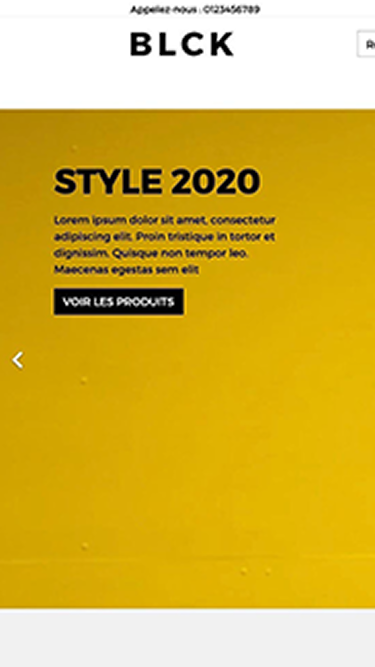 Appelez-nous : 0123456789
BLCK
STYLE 2020
Lorem ipsum dolor sit amet, consectetur
adipiscing elit. Proin tristique in tortor et
dignissim. Quisque non tempor leo.
Maecenas egestas sem elit
VOIR LES PRODUITS